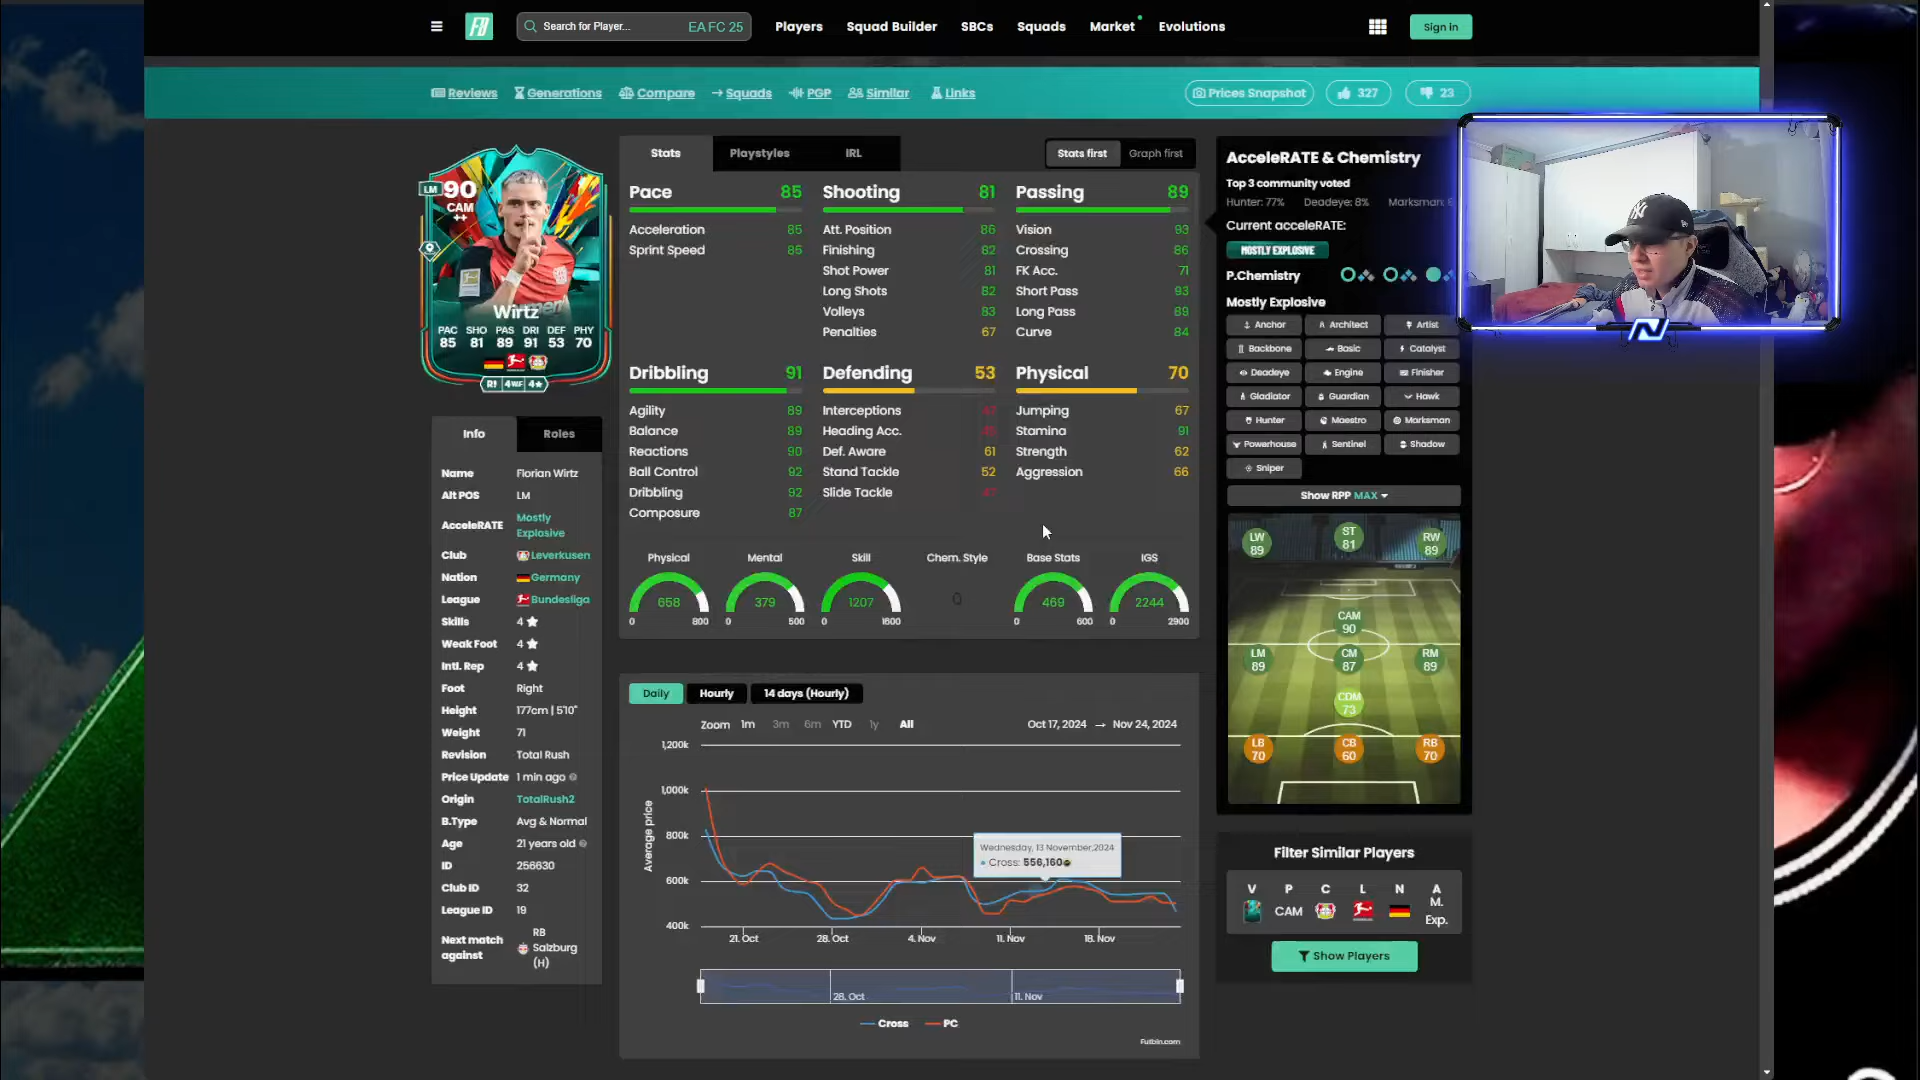 Search for Player... EA FC 25
Players Squad Builder SBCs Squads Market Evolutions
Sign in
Reviews Generations Compare Squads PGP Similar Links
Prices Snapshot 327 23
LM 90
CAM
++
Wirtz
PAC SHO PAS DRI DEF PHY
85 81 89 91 53 70
R! 4W.F 4★
Info Roles
Name Florian Wirtz
Alt POS LM
AcceleRATE Mostly
Explosive
Club Leverkusen
Nation Germany
League Bundesliga
Skills 4
Weak Foot 4
Intl. Rep 4
Foot Right
Height 177cm | 5'10"
Weight 71
Revision Total Rush
Price Update 1 min ago
Origin TotalRush2
B.Type Avg & Normal
Age 21 years old
ID 256630
Club ID 32
League ID 19
Next match
against
RB
Salzburg
(H)
Stats Playstyles IRL
Stats first Graph first
Pace 85
Acceleration 85
Sprint Speed 85
Shooting 81
Att. Position 86
Finishing 82
Shot Power 81
Long Shots 82
Volleys 83
Penalties 67
Passing 89
Vision 93
Crossing 86
FK Acc. 71
Short Pass 93
Long Pass 89
Curve 84
Dribbling 91
Agility 89
Balance 89
Reactions 90
Ball Control 92
Dribbling 92
Composure 87
Defending 53
Interceptions 47
Heading Acc.
Def. Aware 61
Stand Tackle 52
Slide Tackle 47
Physical 70
Jumping 67
Stamina 91
Strength 62
Aggression 66
Physical Mental Skill Chem. Style Base Stats IGS
658 379 1207 0 469 2244
0 800 0 500 0 1600 0 600 0 2900
Daily Hourly 14 days (Hourly)
Zoom 1m 3m 6m YTD 1y All
Oct 17, 2024 → Nov 24, 2024
Average price
1,200k
1,000k
800k
600k
400k
Wednesday, 13 November,2024
Cross: 556,160
21. Oct 28. Oct 4. Nov 11. Nov 18. Nov
28. Oct 11. Nov
Cross PC
Futbin.com
AcceleRATE & Chemistry
Top 3 community voted
Hunter: 77% Deadeye: 8% Marksman:
Current acceleRATE:
MOSTLY EXPLOSIVE
P.Chemistry
Mostly Explosive
Anchor Architect Artist
Backbone Basic Catalyst
Deadeye Engine Finisher
Gladiator Guardian Hawk
Hunter Maestro Marksman
Powerhouse Sentinel Shadow
Sniper
Show RPP MAX
LW 89 ST 81 RW 89
CAM 90
LM 89 CM 87 RM 89
CDM 73
LB 70 CB 60 RB 70
Filter Similar Players
V P C L N A
M.
Exp.
CAM
Show Players